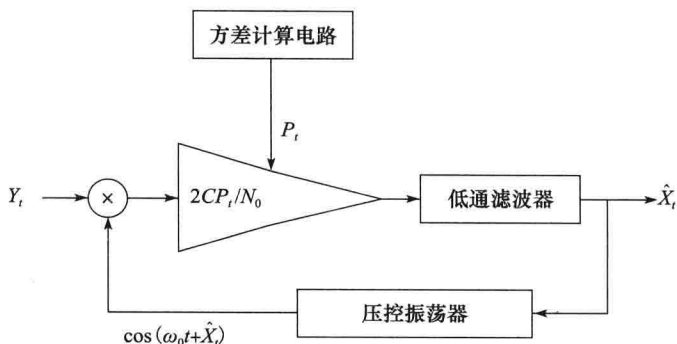 方差计算电路
P_t
Y_t
×
2CP_t/N_0
低通滤波器
X̂_t
压控振荡器
cos(ω_0t+X̂_t)